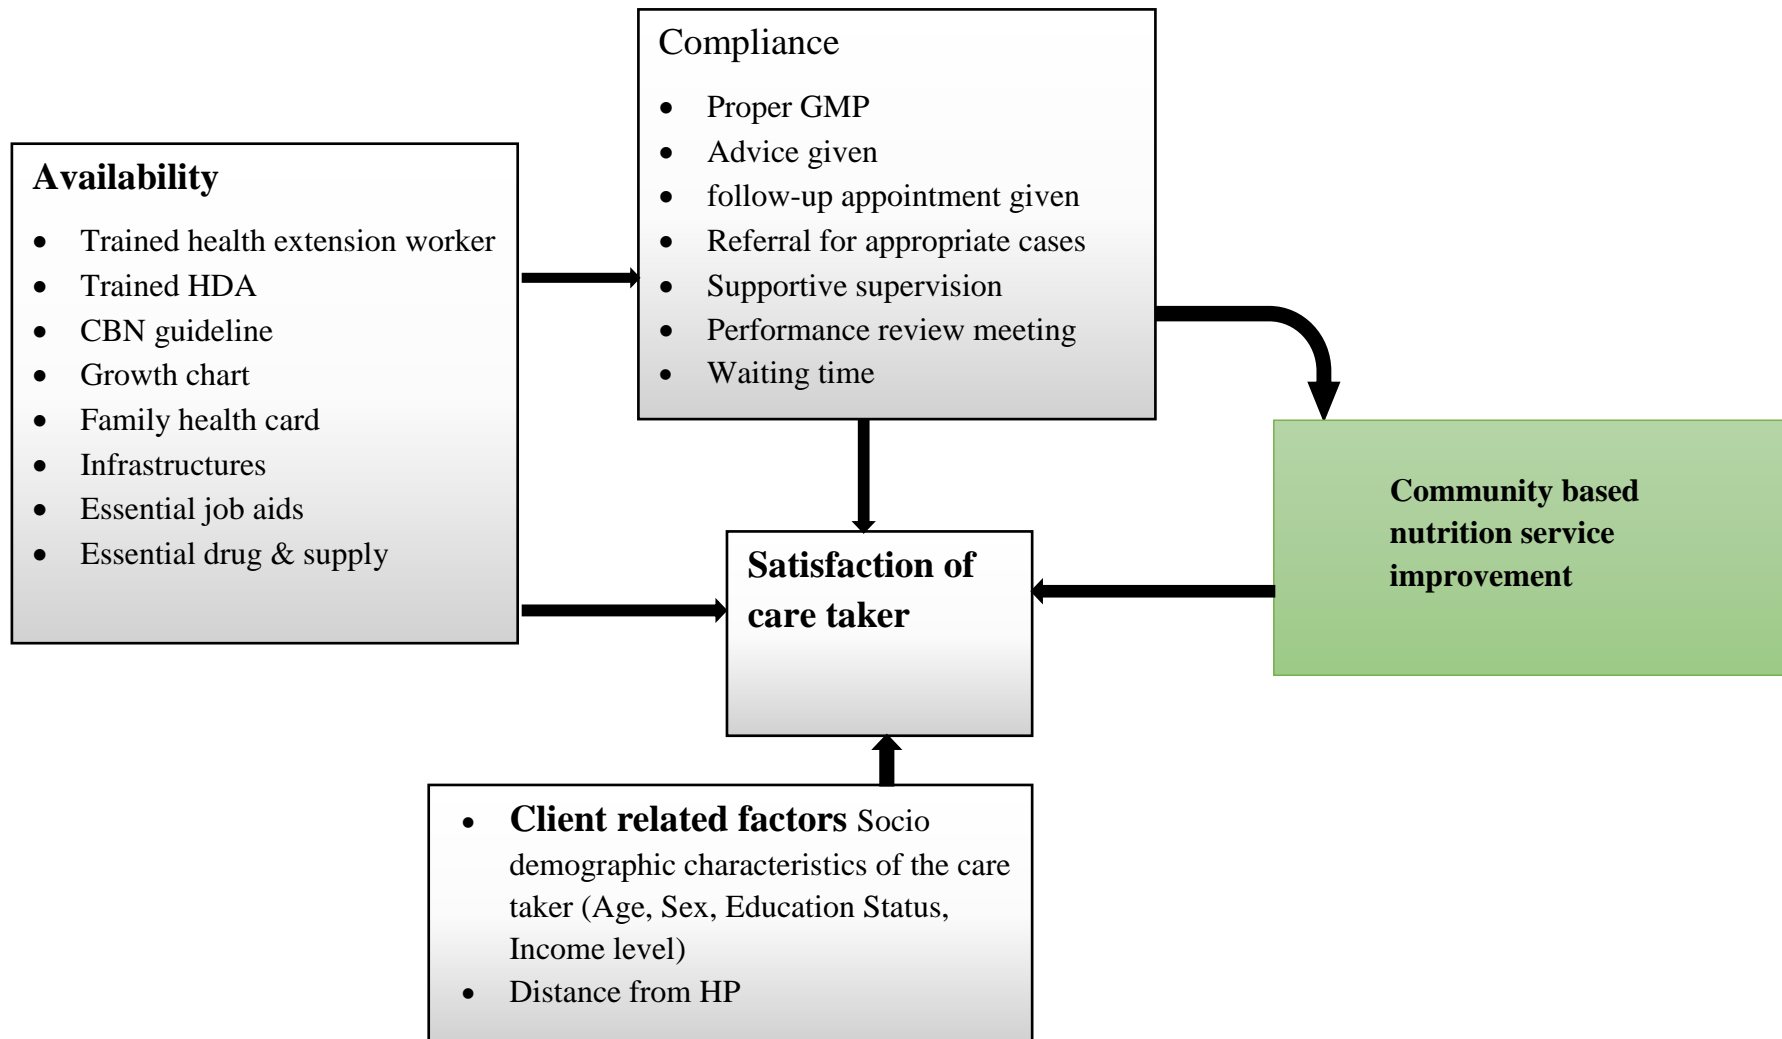 Compliance
• Proper GMP
• Advice given
• follow-up appointment given
• Referral for appropriate cases
• Supportive supervision
• Performance review meeting
• Waiting time
Availability
• Trained health extension worker
• Trained HDA
• CBN guideline
• Growth chart
• Family health card
• Infrastructures
• Essential job aids
• Essential drug & supply
Community based
nutrition service
improvement
Satisfaction of
care taker
• Client related factors Socio
demographic characteristics of the care
taker (Age, Sex, Education Status,
Income level)
• Distance from HP